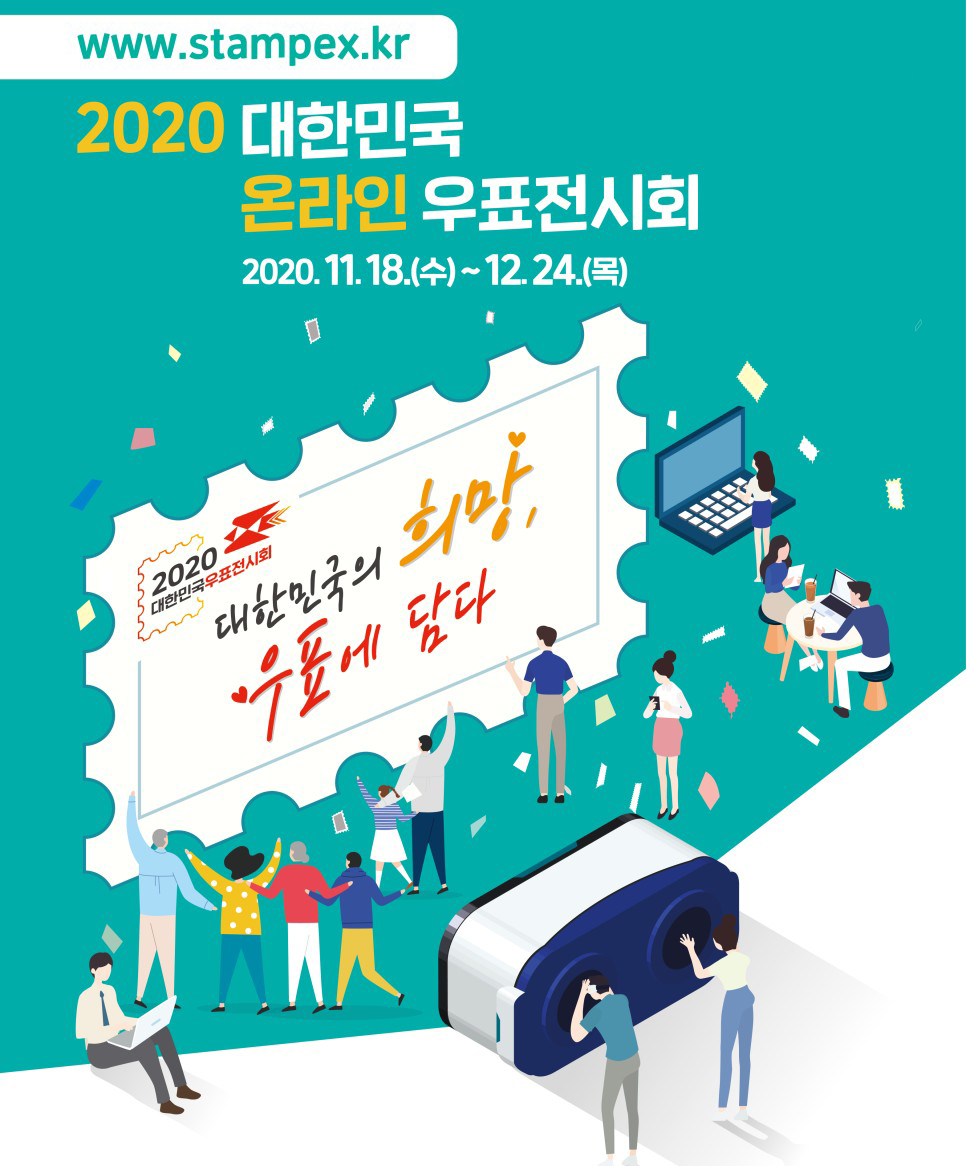 www.stampex.kr
2020 대한민국
온라인 우표전시회
2020. 11. 18.(수) ~ 12. 24.(목)
2020
대한민국우표전시회
대한민국의 희망,
우표에 담다